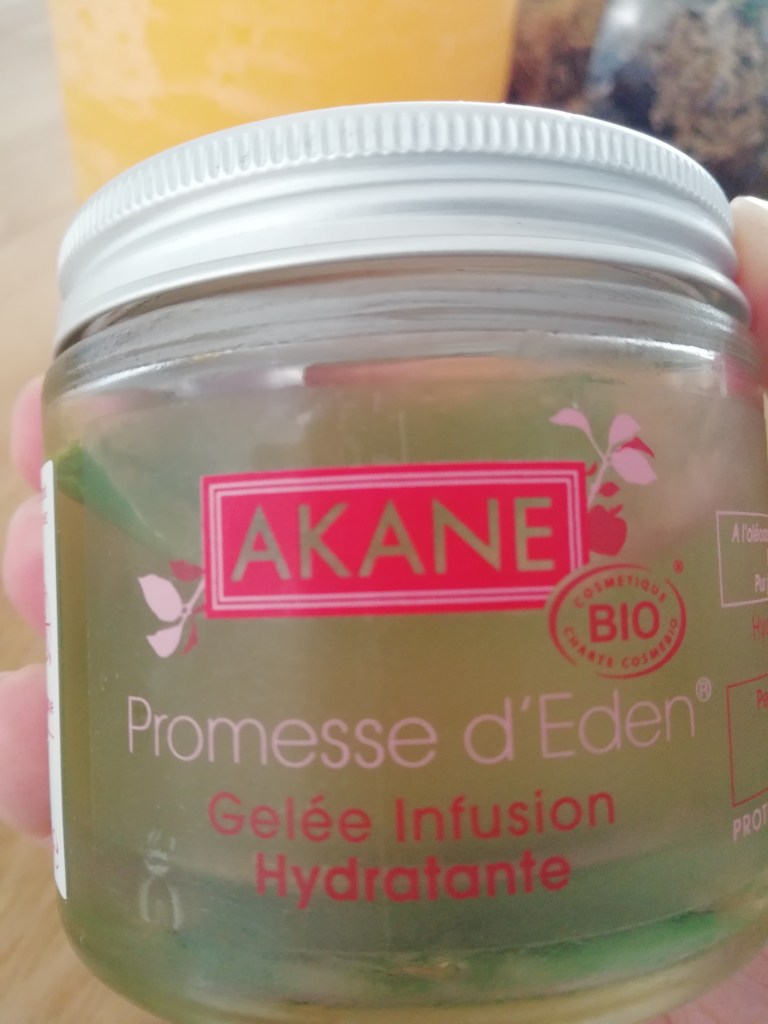 AKANE
COSMETIQUE
BIO
CHARTE COSMEBIO
Promesse d'Eden®
Gelée Infusion
Hydratante